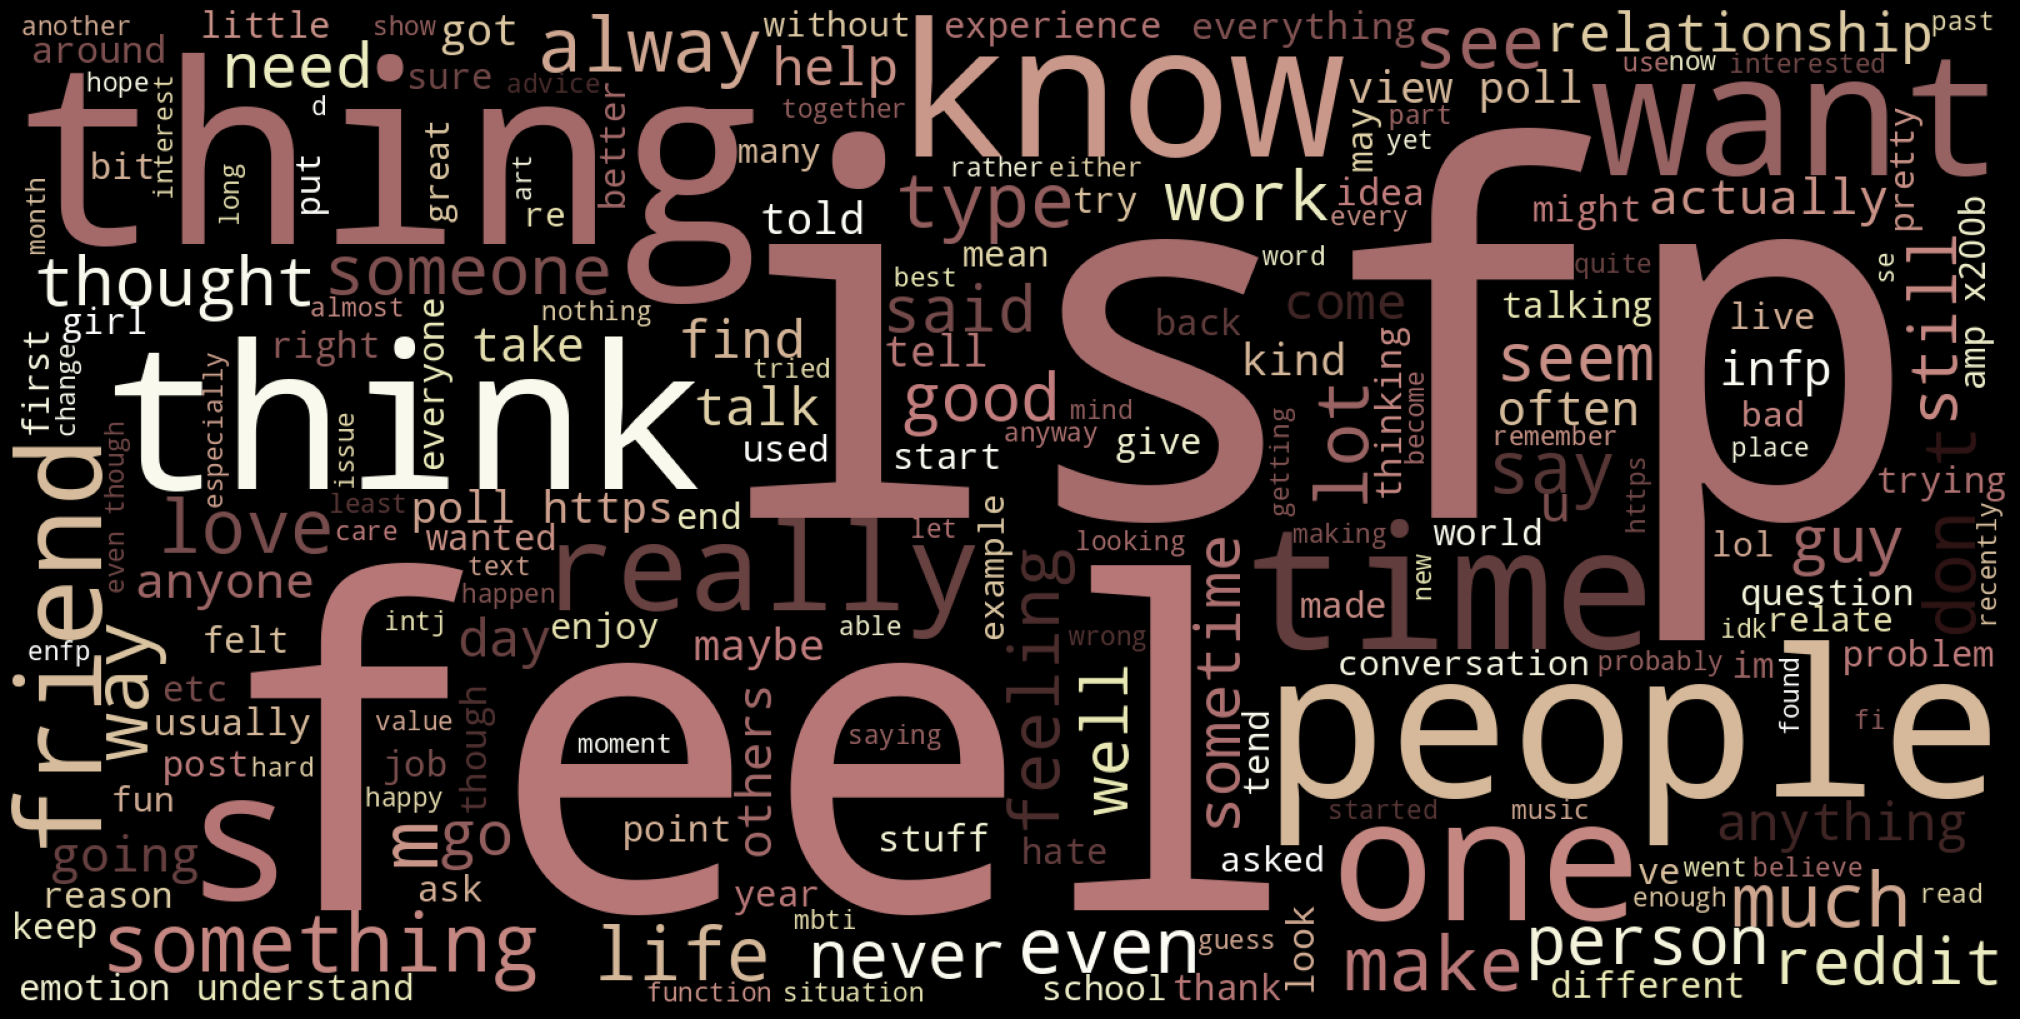 another
little
show
got
alway
without
experience
everything
see
relationship
past
around
need
sure
advice
help
know
view poll
use
now
interested
want
hope
interest
d
thing
together
part
yet
may
pretty
bit
long
put
great
art
re
better
many
told
rather
either
type
try
work
idea
every
might
actually
month
thought
someone
isfp
mean
best
word
quite
se
x200b
amp
still
almost
girl
nothing
said
back
come
talking
live
first
change
right
everyone
take
find
tell
kind
seem
infp
think
tried
especially
issue
talk
good
mind
anyway
give
lot
thinking
become
often
bad
remember
place
used
start
getting
say
don t
trying
friend
even though
love
least
care
poll https
wanted
end
really
let
example
looking
making
time
world
u
https
lol
guy
recently
anyone
text
happen
feeling
sometime
made
new
question
enfp
way
felt
intj
day
enjoy
maybe
able
wrong
idk
relate
conversation
probably
im
problem
etc
usually
value
though
feel
others
well
tend
people
found
fi
post
hard
job
moment
saying
fun
happy
s
m
go
point
stuff
hate
started
music
anything
going
reason
ask
year
asked
one
ve
went
believe
enough
much
read
keep
something
mbti
life
never
even
guess
look
make
person
reddit
emotion
understand
function
situation
school
thank
different